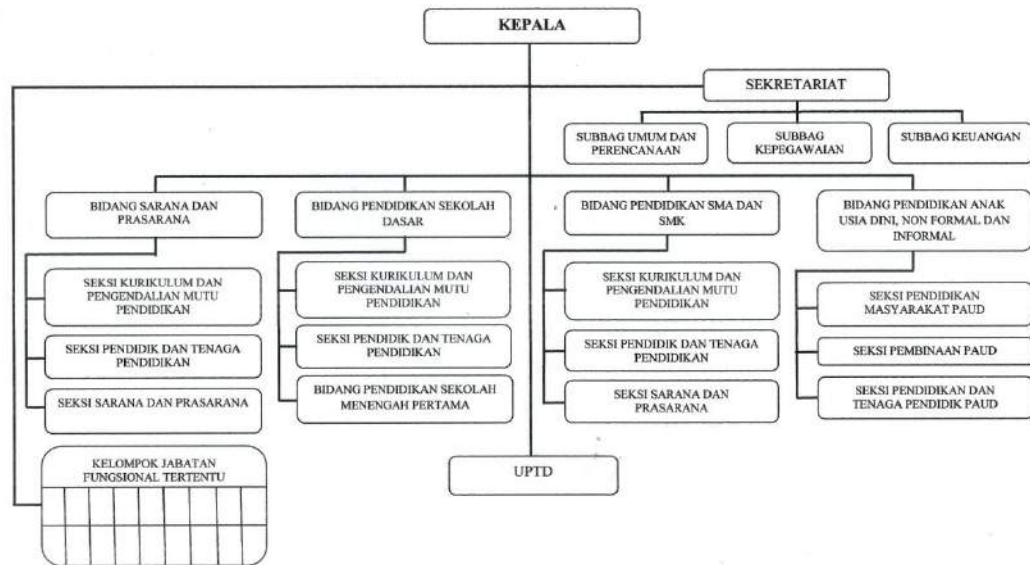 KEPALA
SEKRETARIAT
SUBBAG UMUM DAN
PERENCANAAN
SUBBAG
KEPEGAWAIAN
SUBBAG KEUANGAN
BIDANG SARANA DAN
PRASARANA
BIDANG PENDIDIKAN SEKOLAH
DASAR
BIDANG PENDIDIKAN SMA DAN
SMK
BIDANG PENDIDIKAN ANAK
USIA DINI, NON FORMAL DAN
INFORMAL
SEKSI KURIKULUM DAN
PENGENDALIAN MUTU
PENDIDIKAN
SEKSI PENDIDIK DAN TENAGA
PENDIDIKAN
SEKSI SARANA DAN PRASARANA
SEKSI KURIKULUM DAN
PENGENDALIAN MUTU
PENDIDIKAN
SEKSI PENDIDIK DAN TENAGA
PENDIDIKAN
BIDANG PENDIDIKAN SEKOLAH
MENENGAH PERTAMA
SEKSI KURIKULUM DAN
PENGENDALIAN MUTU
PENDIDIKAN
SEKSI PENDIDIK DAN TENAGA
PENDIDIKAN
SEKSI SARANA DAN
PRASARANA
SEKSI PENDIDIKAN
MASYARAKAT PAUD
SEKSI PEMBINAAN PAUD
SEKSI PENDIDIKAN DAN
TENAGA PENDIDIK PAUD
KELOMPOK JABATAN
FUNGSIONAL TERTENTU
UPTD